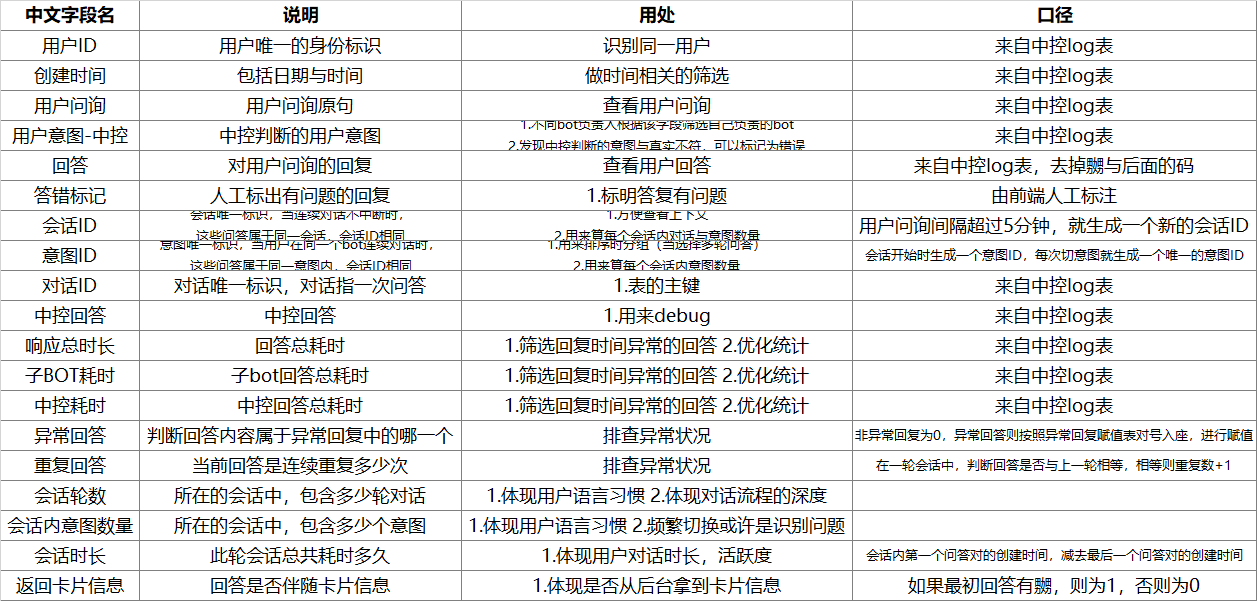 中文字段名 说明 用处 口径
用户ID 用户唯一的身份标识 识别同一用户 来自中控log表
创建时间 包括日期与时间 做时间相关的筛选 来自中控log表
用户问询 用户问询原句 查看用户问询 来自中控log表
用户意图-中控 中控判断的用户意图 1.不同bot负责人根据该字段筛选自己负责的bot 来自中控log表
2.发现中控判断的意图与真实不符，可以标记为错误
回答 对用户问询的回复 查看用户回答 来自中控log表，去掉嬲与后面的码
答错标记 人工标出有问题的回复 1.标明答复有问题 由前端人工标注
会话ID 会话唯一标识，当连续对话不中断时， 1.方便查看上下文 用户问询间隔超过5分钟，就生成一个新的会话ID
这些问答属于同一会话，会话ID相同 2.用来算每个会话内对话与意图数量
意图ID 意图唯一标识，当用户在同一个bot连续对话时， 1.用来排序时分组（当选择多轮问答） 会话开始时生成一个意图ID，每次切意图就生成一个唯一的意图ID
这些问答属于同一意图内，会话ID相同 2.用来算每个会话内意图数量
对话ID 对话唯一标识，对话指一次问答 1.表的主键 来自中控log表
中控回答 中控回答 1.用来debug 来自中控log表
响应总时长 回答总耗时 1.筛选回复时间异常的回答 2.优化统计 来自中控log表
子BOT耗时 子bot回答总耗时 1.筛选回复时间异常的回答 2.优化统计 来自中控log表
中控耗时 中控回答总耗时 1.筛选回复时间异常的回答 2.优化统计 来自中控log表
异常回答 判断回答内容属于异常回复中的哪一个 排查异常状况 非异常回复为0，异常回答则按照异常回复赋值表对号入座，进行赋值
重复回答 当前回答是连续重复多少次 排查异常状况 在一轮会话中，判断回答是否与上一轮相等，相等则重复数+1
会话轮数 所在的会话中，包含多少轮对话 1.体现用户语言习惯 2.体现对话流程的深度
会话内意图数量 所在的会话中，包含多少个意图 1.体现用户语言习惯 2.频繁切换或许是识别问题
会话时长 此轮会话总共耗时多久 1.体现用户对话时长，活跃度 会话内第一个问答对的创建时间，减去最后一个问答对的创建时间
返回卡片信息 回答是否伴随卡片信息 1.体现是否从后台拿到卡片信息 如果最初回答有嬲，则为1，否则为0